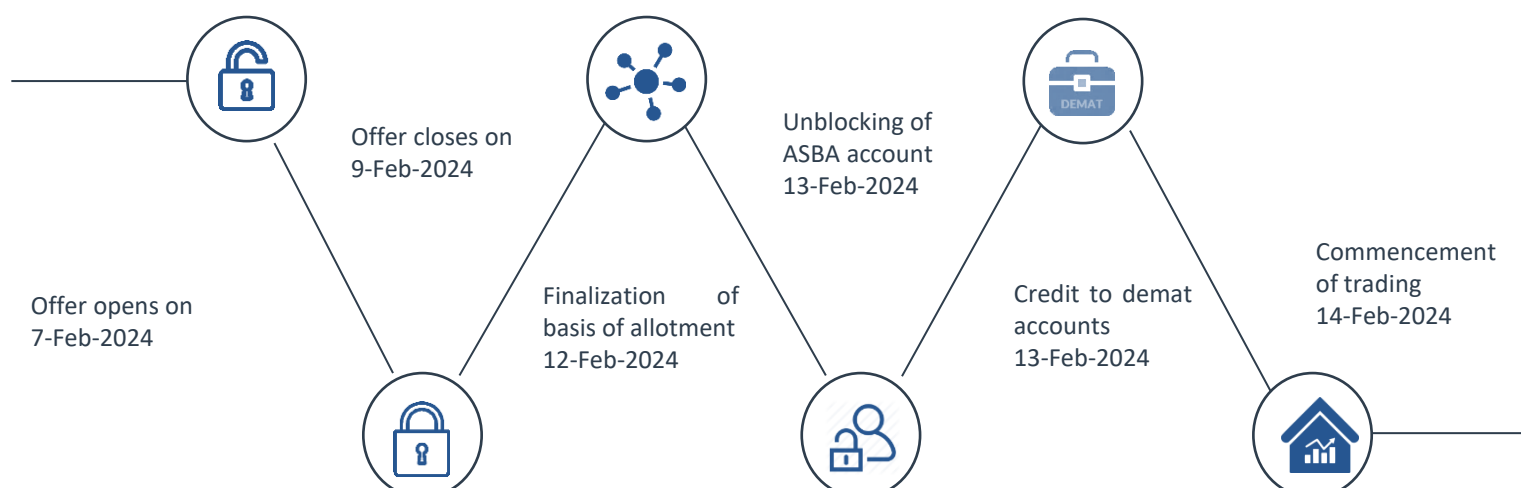 Offer opens on
7-Feb-2024
Offer closes on
9-Feb-2024
Finalization of
basis of allotment
12-Feb-2024
Unblocking of
ASBA account
13-Feb-2024
DEMAT
Credit to demat
accounts
13-Feb-2024
Commencement
of trading
14-Feb-2024